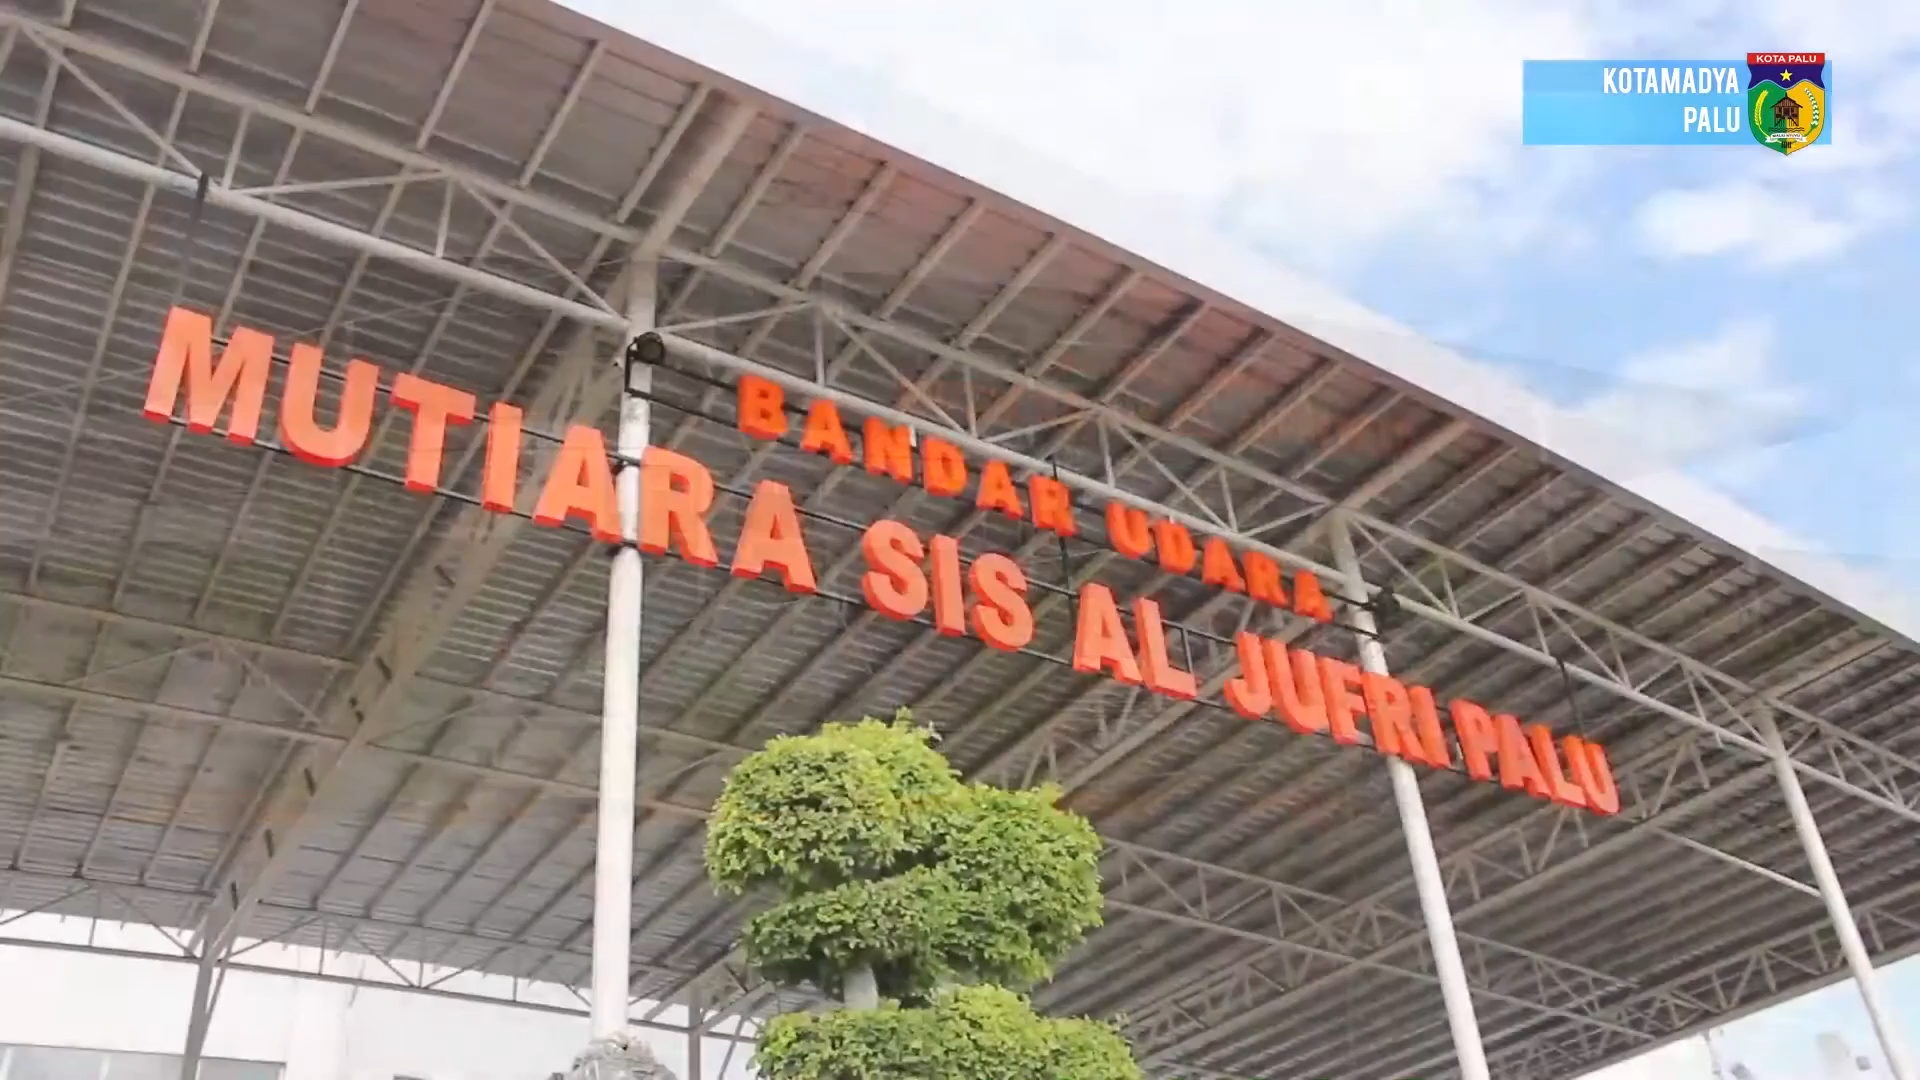 BANDAR UDARA
MUTIARA SIS AL JUFRI PALU
KOTAMADYA
PALU
KOTA PALU